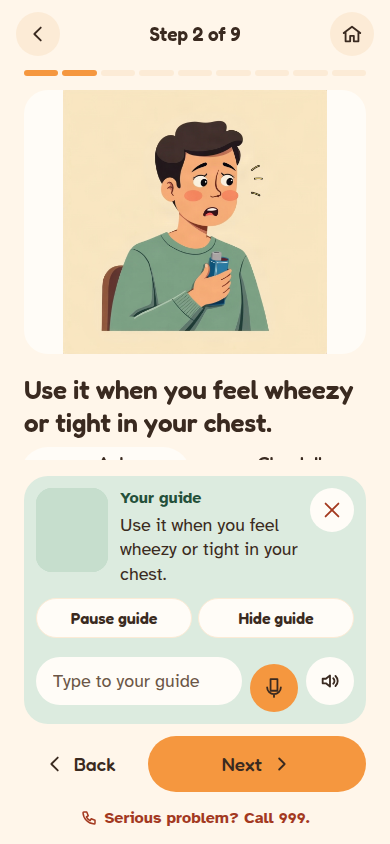 Step 2 of 9
Use it when you feel wheezy
or tight in your chest.
Your guide
Use it when you feel
wheezy or tight in your
chest.
Pause guide
Hide guide
Type to your guide
Back
Next
Serious problem? Call 999.